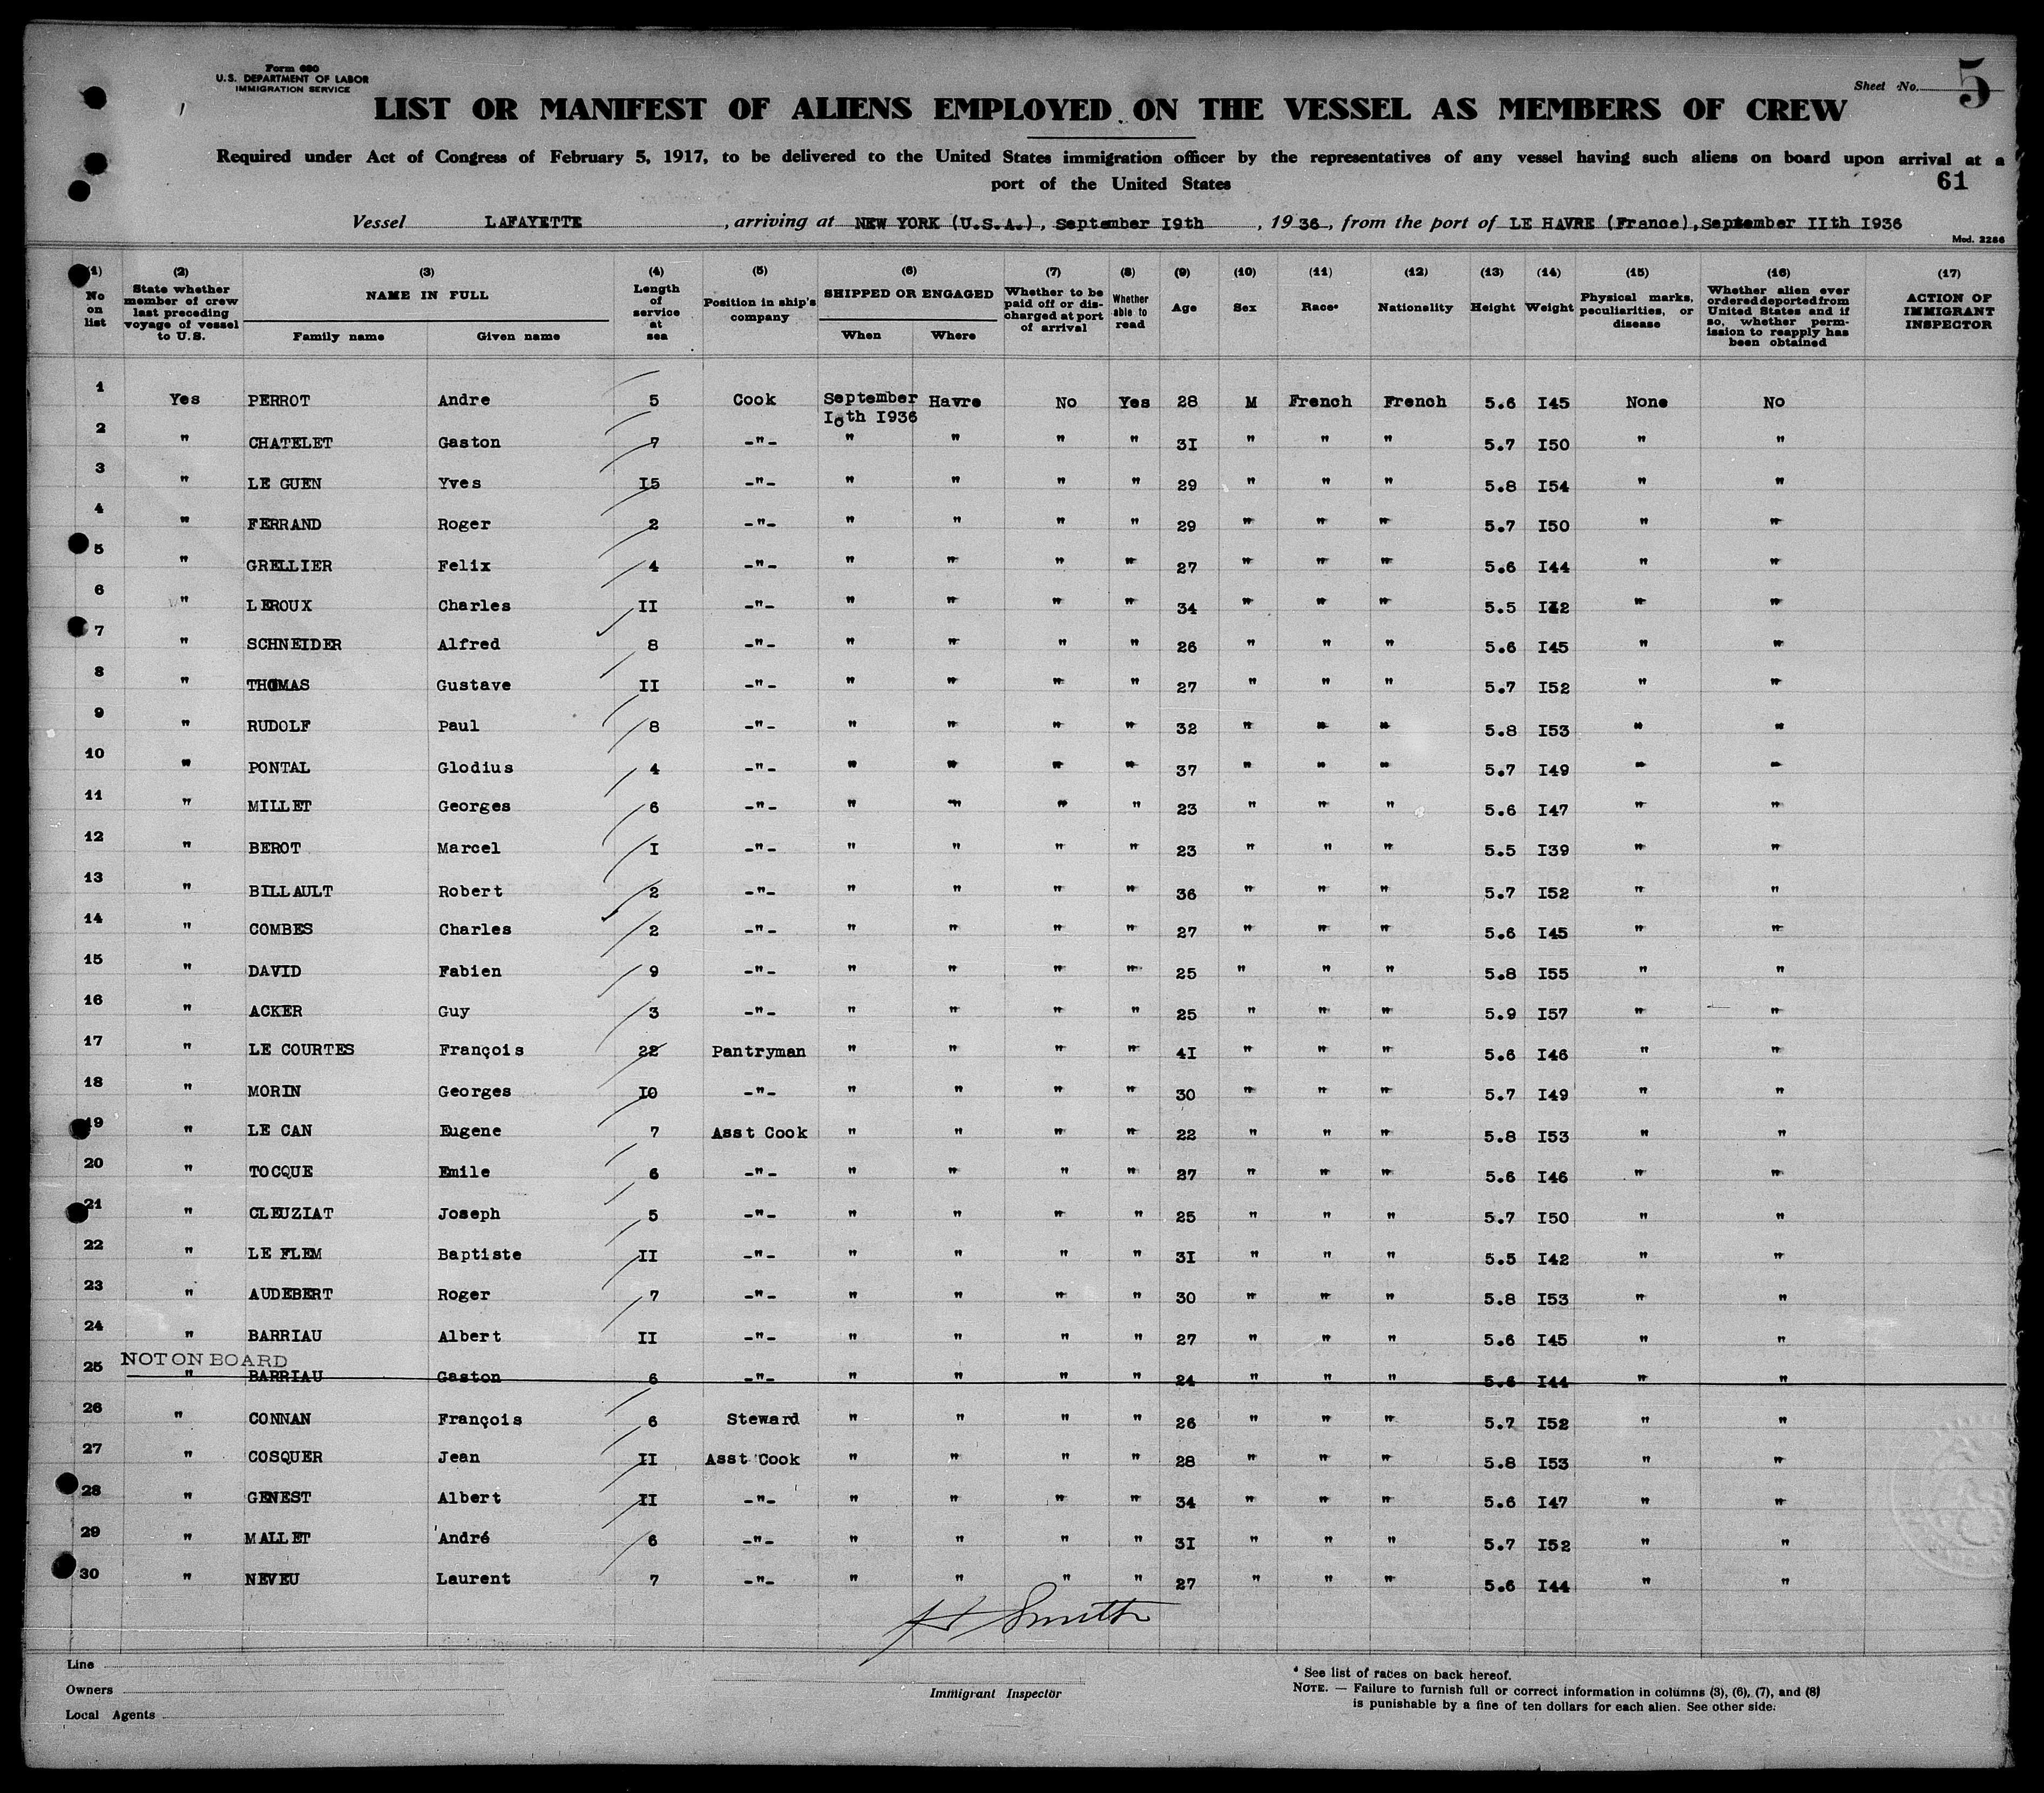 Form 680
U.S. DEPARTMENT OF LABOR
IMMIGRATION SERVICE
Sheet No. 5
LIST OR MANIFEST OF ALIENS EMPLOYED ON THE VESSEL AS MEMBERS OF CREW
Required under Act of Congress of February 5, 1917, to be delivered to the United States immigration officer by the representatives of any vessel having such aliens on board upon arrival at a
port of the United States
61
Vessel LAFAYETTE, arriving at NEW YORK (U.S.A.), September I9th, 1936, from the port of LE HAVRE (France), September IIth I936
Mod. 2286
(1) No on list (2) State whether member of crew last preceding voyage of vessel to U.S. (3) NAME IN FULL Family name Given name (4) Length of service at sea (5) Position in ship's company (6) SHIPPED OR ENGAGED When Where (7) Whether to be paid off or discharged at port of arrival (8) Whether able to read (9) Age (10) Sex (11) Race* (12) Nationality (13) Height (14) Weight (15) Physical marks, peculiarities, or disease (16) Whether alien ever ordered deported from United States and if so, whether permission to reapply has been obtained (17) ACTION OF IMMIGRANT INSPECTOR
1 Yes PERROT Andre 5 Cook September I0th I936 Havre No Yes 28 M French French 5.6 I45 None No
2 " CHATELET Gaston 7 -"- " " " " 3I " " " 5.7 I50 " "
3 " LE GUEN Yves I5 -"- " " " " 29 " " " 5.8 I54 " "
4 " FERRAND Roger 2 -"- " " " " 29 " " " 5.7 I50 " "
5 " GRELLIER Felix 4 -"- " " " " 27 " " " 5.6 I44 " "
6 " LEROUX Charles II -"- " " " " 34 " " " 5.5 I42 " "
7 " SCHNEIDER Alfred 8 -"- " " " " 26 " " " 5.6 I45 " "
8 " THOMAS Gustave II -"- " " " " 27 " " " 5.7 I52 " "
9 " RUDOLF Paul 8 -"- " " " " 32 " " " 5.8 I53 " "
10 " PONTAL Glodius 4 -"- " " " " 37 " " " 5.7 I49 " "
11 " MILLET Georges 6 -"- " " " " 23 " " " 5.6 I47 " "
12 " BEROT Marcel I -"- " " " " 23 " " " 5.5 I39 " "
13 " BILLAULT Robert 2 -"- " " " " 36 " " " 5.7 I52 " "
14 " COMBES Charles 2 -"- " " " " 27 " " " 5.6 I45 " "
15 " DAVID Fabien 9 -"- " " " " 25 " " " 5.8 I55 " "
16 " ACKER Guy 3 -"- " " " " 25 " " " 5.9 I57 " "
17 " LE COURTES François 22 Pantryman " " " " 4I " " " 5.6 I46 " "
18 " MORIN Georges I0 -"- " " " " 30 " " " 5.7 I49 " "
19 " LE CAN Eugene 7 Asst Cook " " " " 22 " " " 5.8 I53 " "
20 " TOCQUE Emile 6 -"- " " " " 27 " " " 5.6 I46 " "
21 " CLEUZIAT Joseph 5 -"- " " " " 25 " " " 5.7 I50 " "
22 " LE FLEM Baptiste II -"- " " " " 3I " " " 5.5 I42 " "
23 " AUDEBERT Roger 7 -"- " " " " 30 " " " 5.8 I53 " "
24 " BARRIAU Albert II -"- " " " " 27 " " " 5.6 I45 " "
NOT ON BOARD
25 " BARRIAU Gaston 6 -"- " " " " 24 " " " 5.6 I44 " "
26 " CONNAN François 6 Steward " " " " 26 " " " 5.7 I52 " "
27 " COSQUER Jean II Asst Cook " " " " 28 " " " 5.8 I53 " "
28 " GENEST Albert II -"- " " " " 34 " " " 5.6 I47 " "
29 " MALLET André 6 -"- " " " " 3I " " " 5.7 I52 " "
30 " NEVEU Laurent 7 -"- " " " " 27 " " " 5.6 I44 " "
Smith
Line
Owners
Local Agents
Immigrant Inspector
* See list of races on back hereof.
NOTE. — Failure to furnish full or correct information in columns (3), (6), (7), and (8)
is punishable by a fine of ten dollars for each alien. See other side.